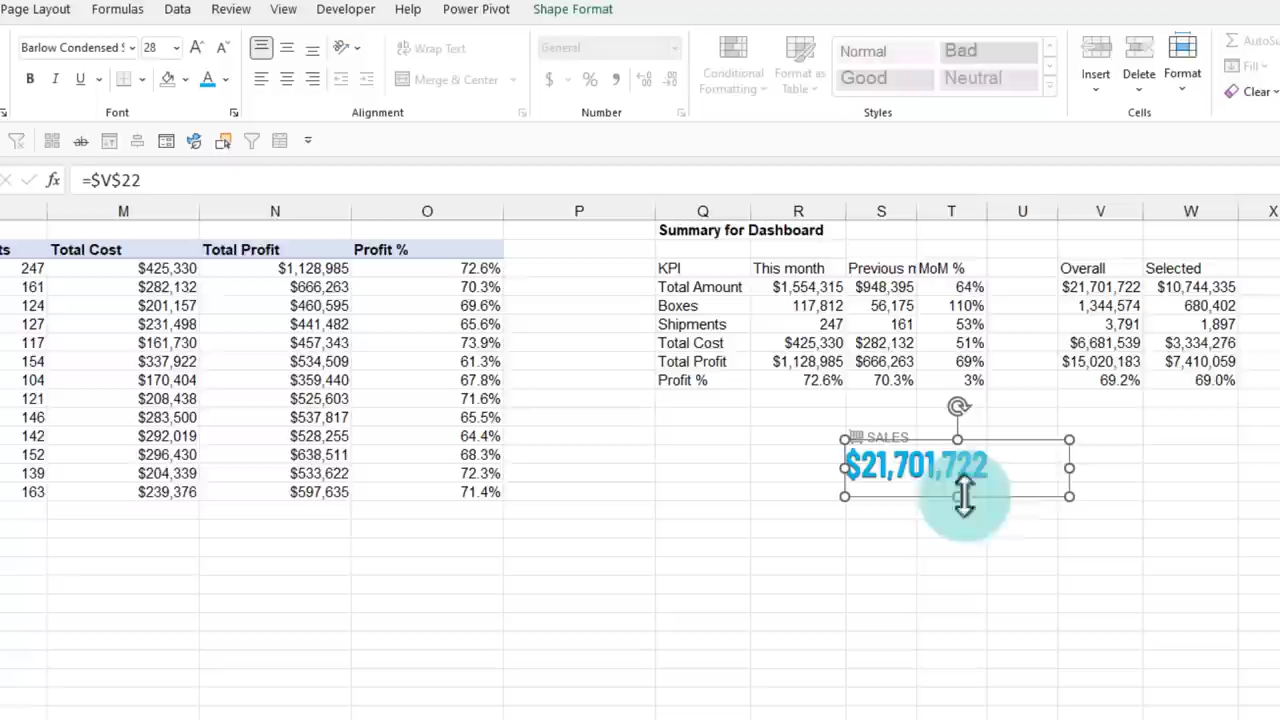 Page Layout Formulas Data Review View Developer Help Power Pivot Shape Format
Barlow Condensed 28 A A Wrap Text General Normal Bad
B I U A Merge & Center $ % Conditional Formatting Format as Table Good Neutral Insert Delete Format Fill Clear
Font Alignment Number Styles Cells
ab
fx =$V$22
M N O P Q R S T U V W X
Summary for Dashboard
Total Cost Total Profit Profit %
247 $425,330 $1,128,985 72.6% KPI This month Previous m MoM % Overall Selected
161 $282,132 $666,263 70.3% Total Amount $1,554,315 $948,395 64% $21,701,722 $10,744,335
124 $201,157 $460,595 69.6% Boxes 117,812 56,175 110% 1,344,574 680,402
127 $231,498 $441,482 65.6% Shipments 247 161 53% 3,791 1,897
117 $161,730 $457,343 73.9% Total Cost $425,330 $282,132 51% $6,681,539 $3,334,276
154 $337,922 $534,509 61.3% Total Profit $1,128,985 $666,263 69% $15,020,183 $7,410,059
104 $170,404 $359,440 67.8% Profit % 72.6% 70.3% 3% 69.2% 69.0%
121 $208,438 $525,603 71.6%
146 $283,500 $537,817 65.5%
142 $292,019 $528,255 64.4% SALES
152 $296,430 $638,511 68.3% $21,701,722
139 $204,339 $533,622 72.3%
163 $239,376 $597,635 71.4%